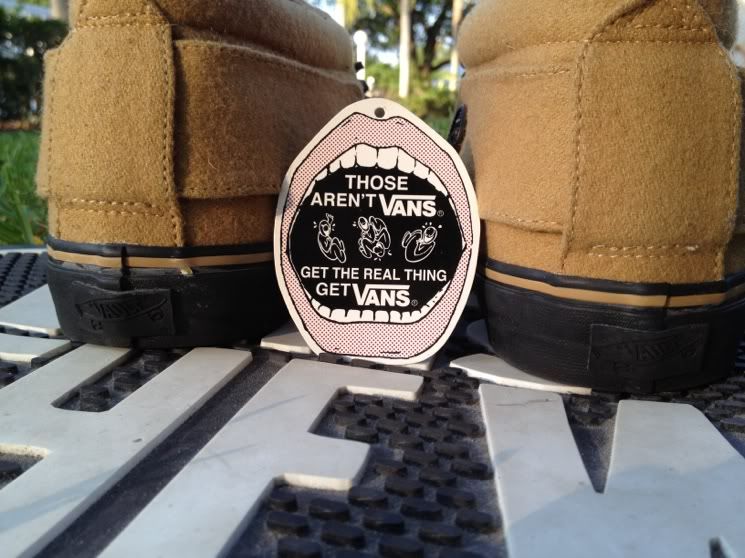 THOSE
AREN'T VANS®
GET THE REAL THING
GET VANS®